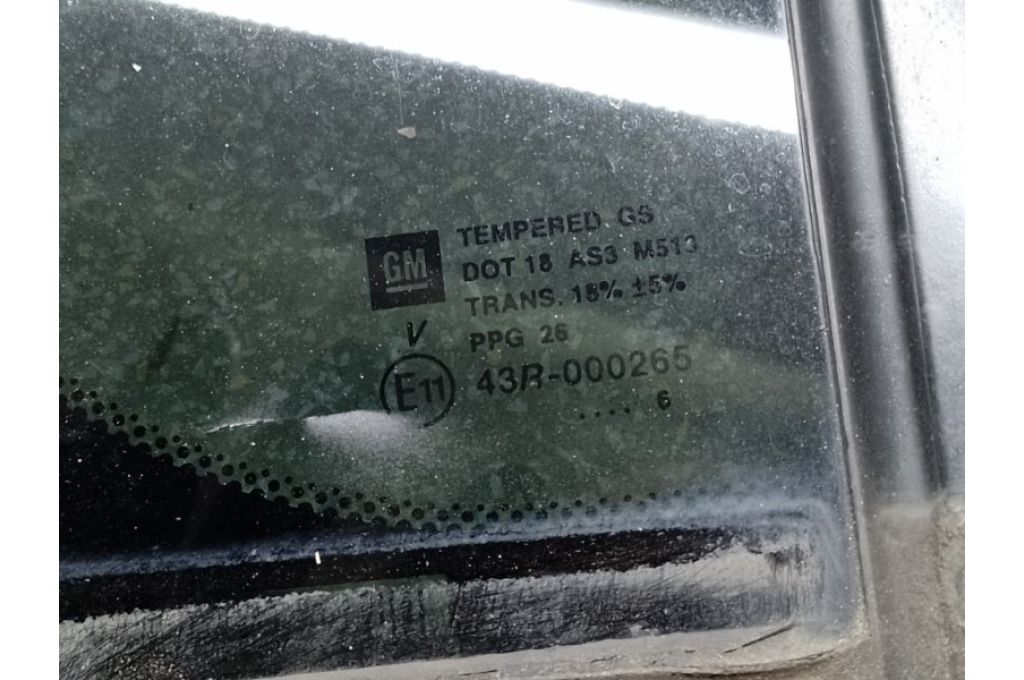 GM
TEMPERED GS
DOT 18 AS3 M513
TRANS. 18% ±5%
V
PPG 26
E11 43R-000265
.... 6